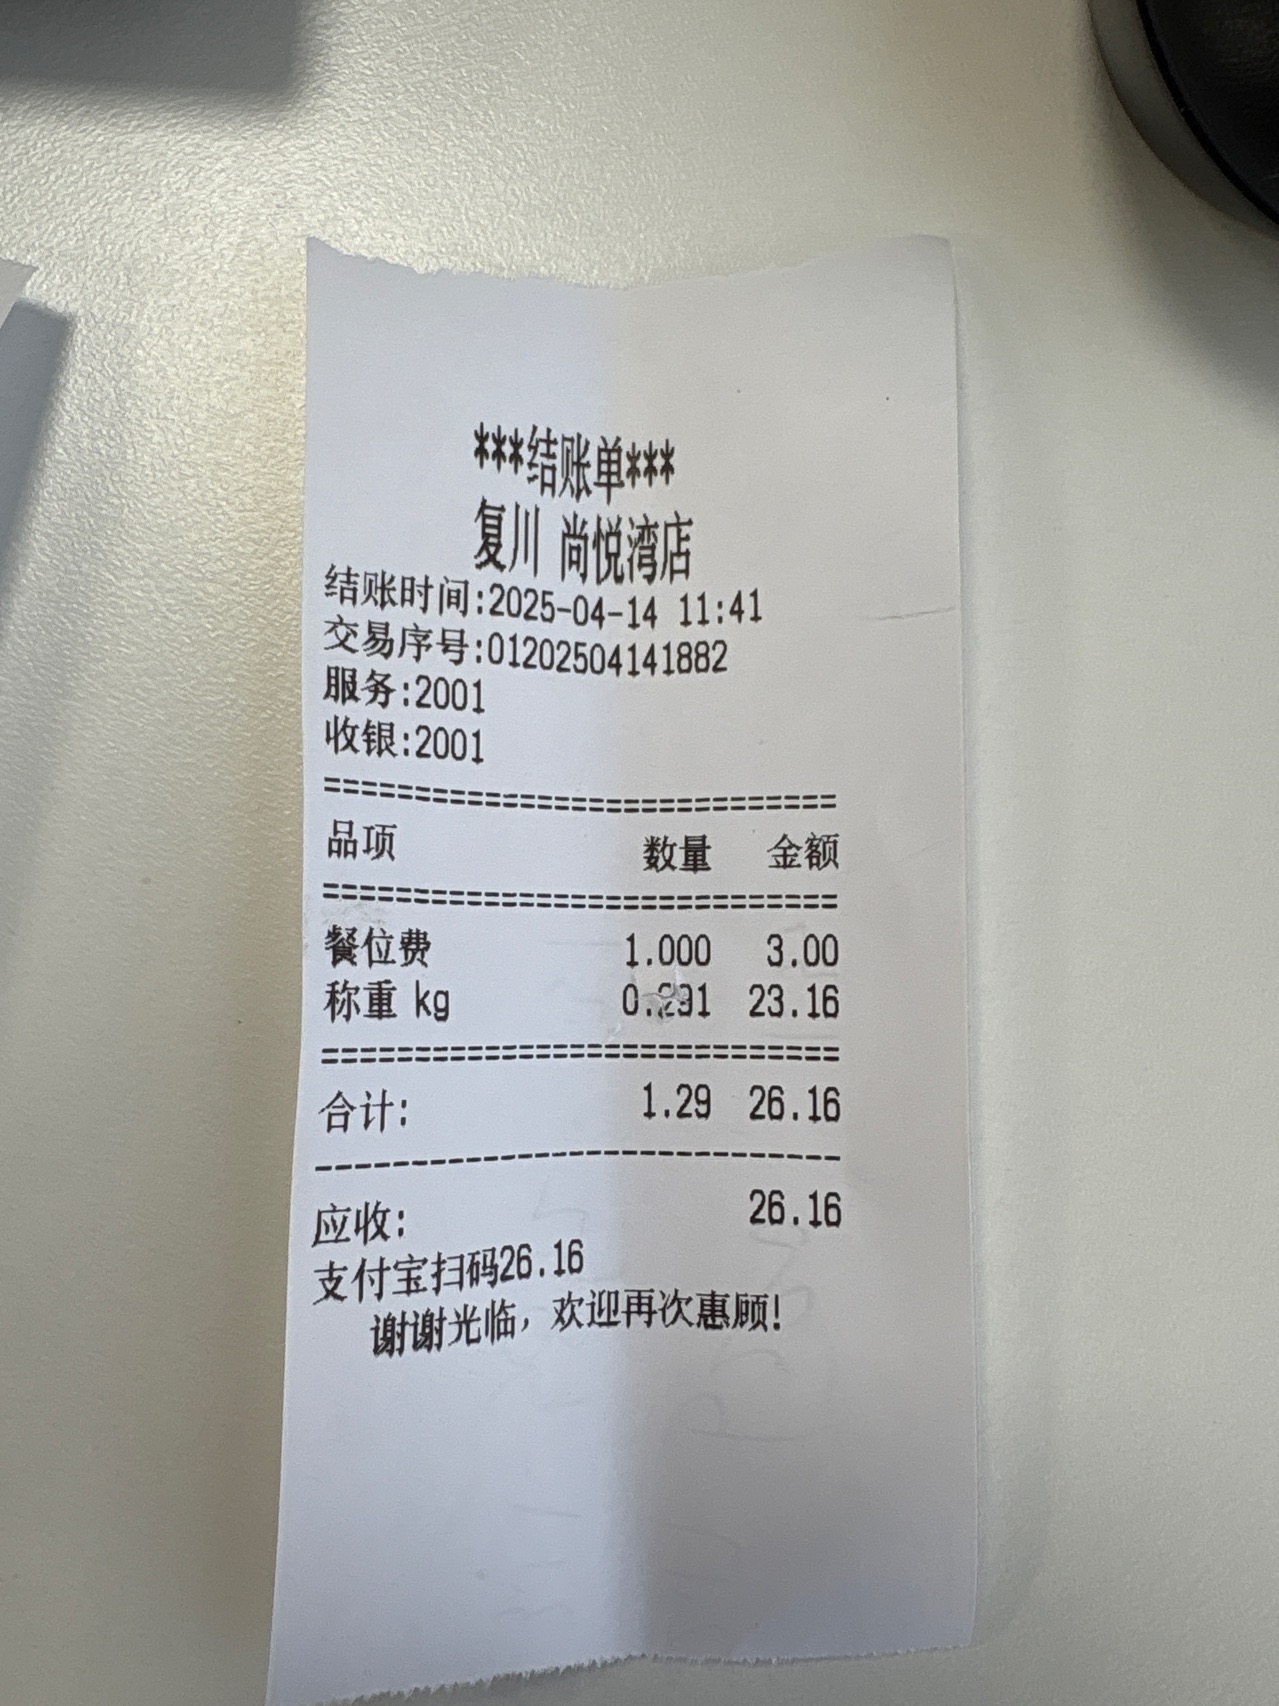 ***结账单***
复川 尚悦湾店
结账时间:2025-04-14 11:41
交易序号:01202504141882
服务:2001
收银:2001
============================
品项 数量 金额
============================
餐位费 1.000 3.00
称重 kg 0.291 23.16
============================
合计: 1.29 26.16
----------------------------
应收: 26.16
支付宝扫码26.16
谢谢光临，欢迎再次惠顾!